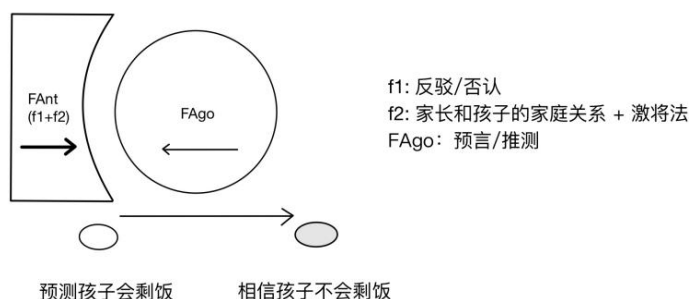 FAnt
(f1+f2)
FAgo
f1: 反驳/否认
f2: 家长和孩子的家庭关系 + 激将法
FAgo：预言/推测
预测孩子会剩饭
相信孩子不会剩饭